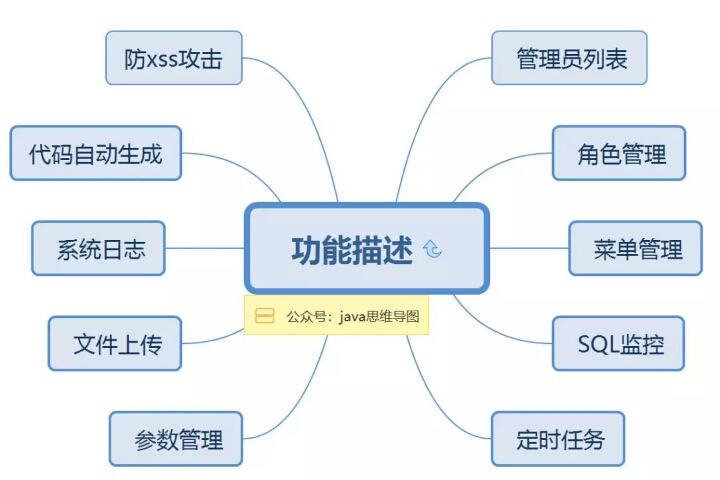 防xss攻击
管理员列表
代码自动生成
角色管理
功能描述
系统日志
菜单管理
公众号：java思维导图
文件上传
SQL监控
参数管理
定时任务